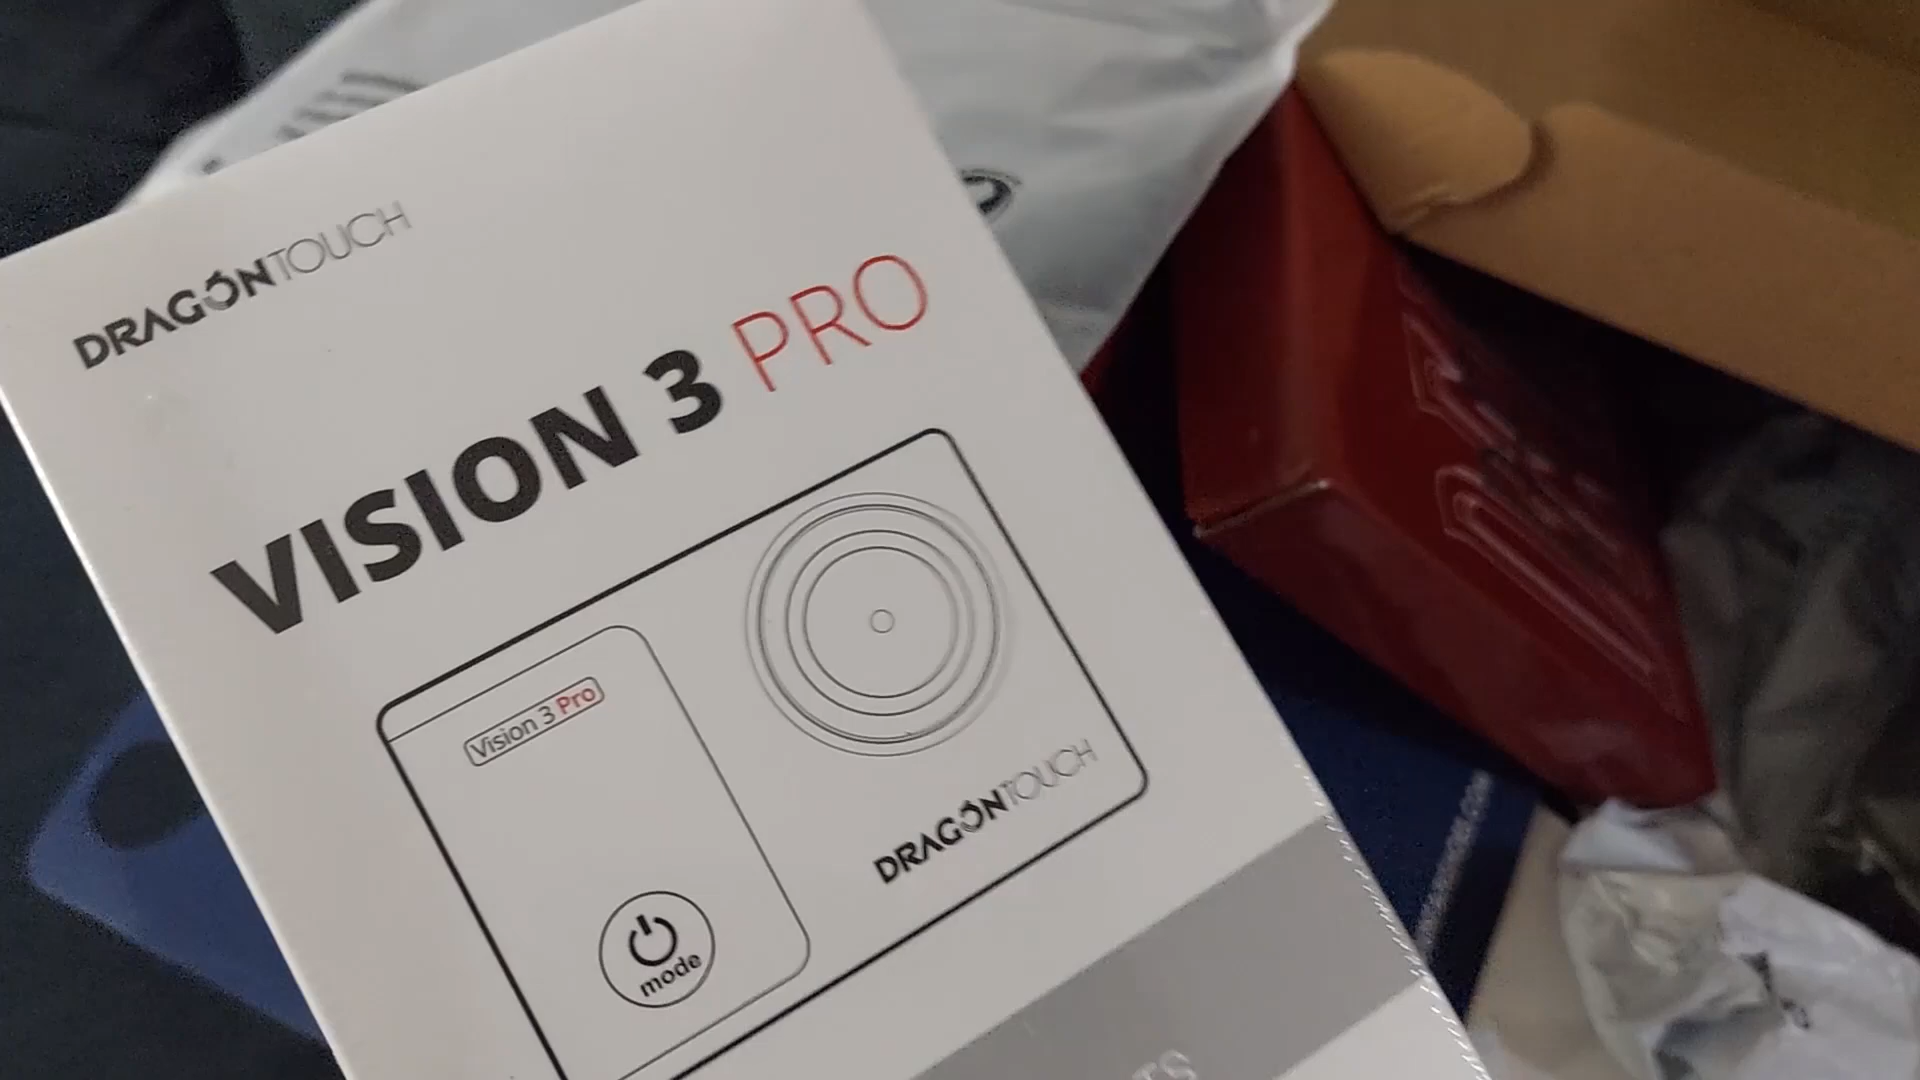 DRAGONTOUCH
VISION 3 PRO
Vision 3 Pro
DRAGONTOUCH
mode